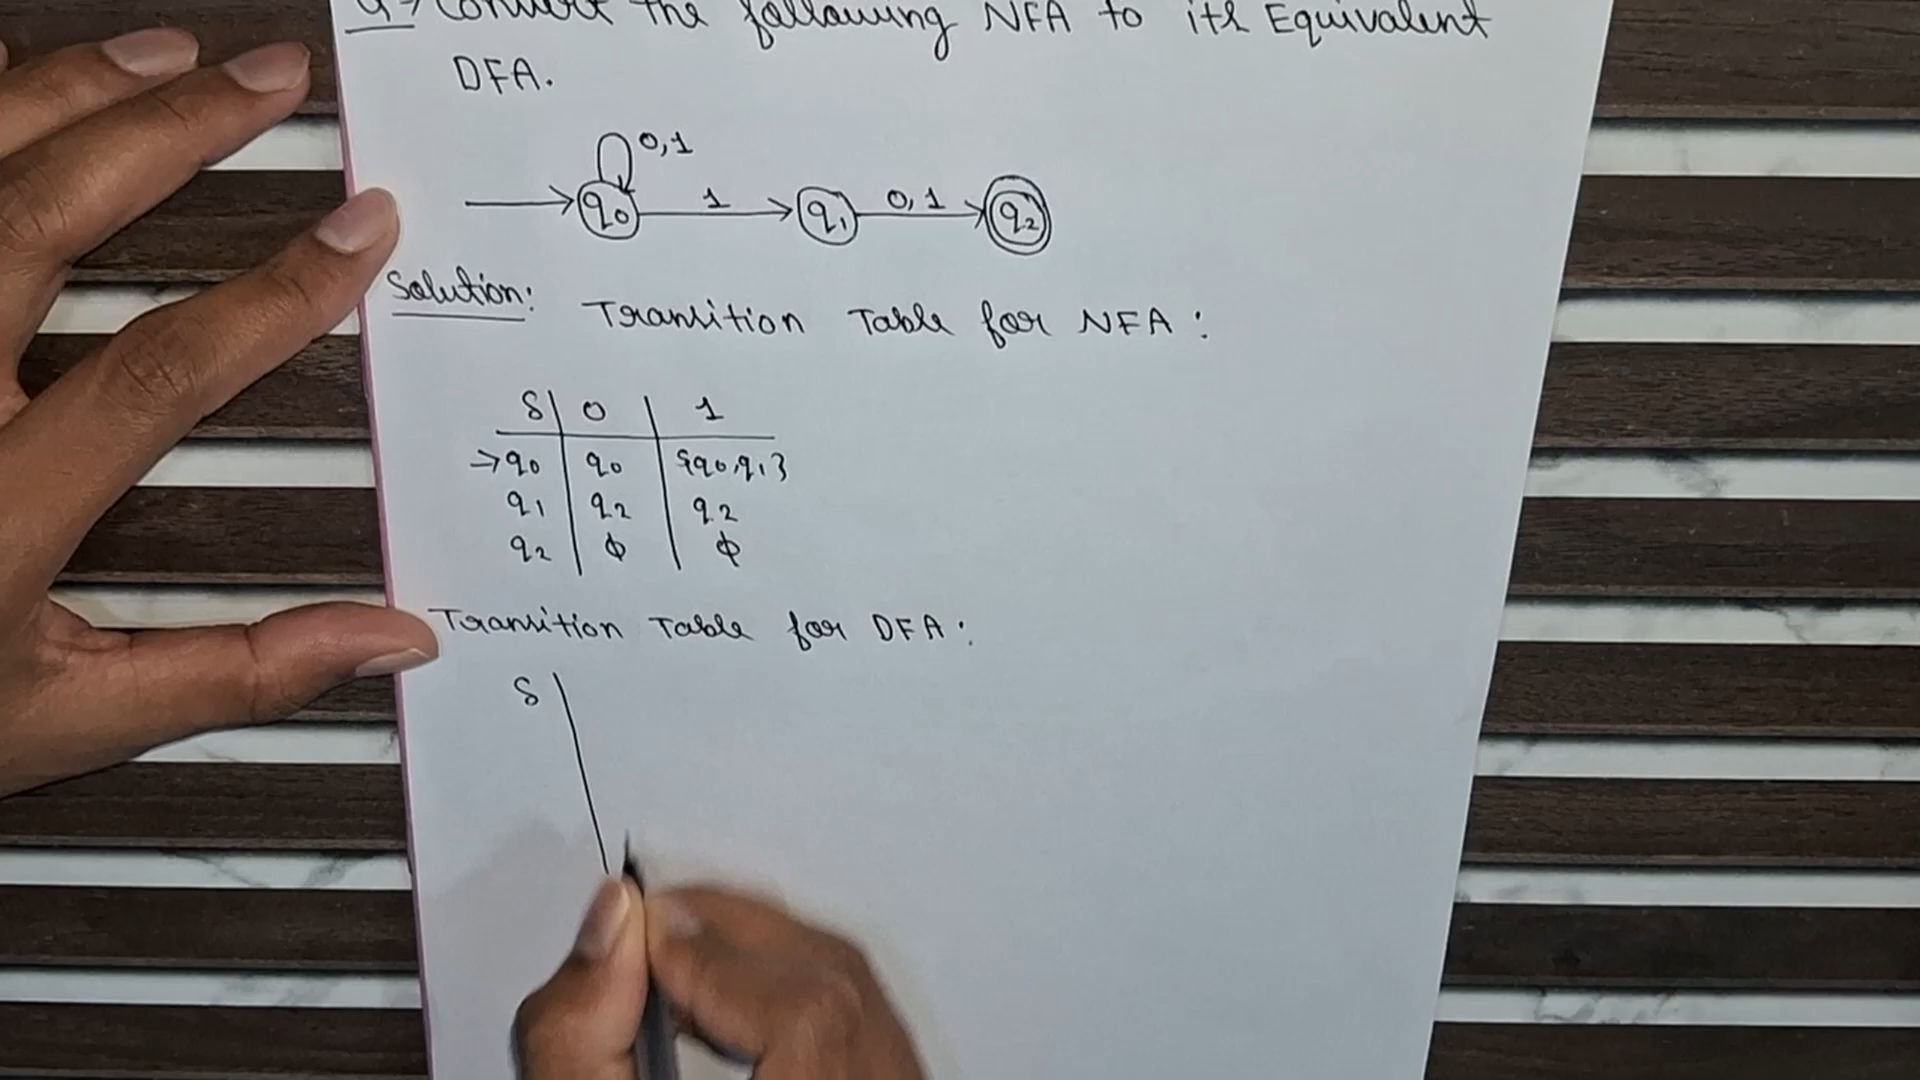 Q→ Convert the following NFA to its Equivalent
DFA.
0,1
q0 1 q1 0,1 q2
Solution: Transition Table for NFA:
δ 0 1
→q0 q0 {q0,q1}
q1 q2 q2
q2 ϕ ϕ
Transition Table for DFA:
δ